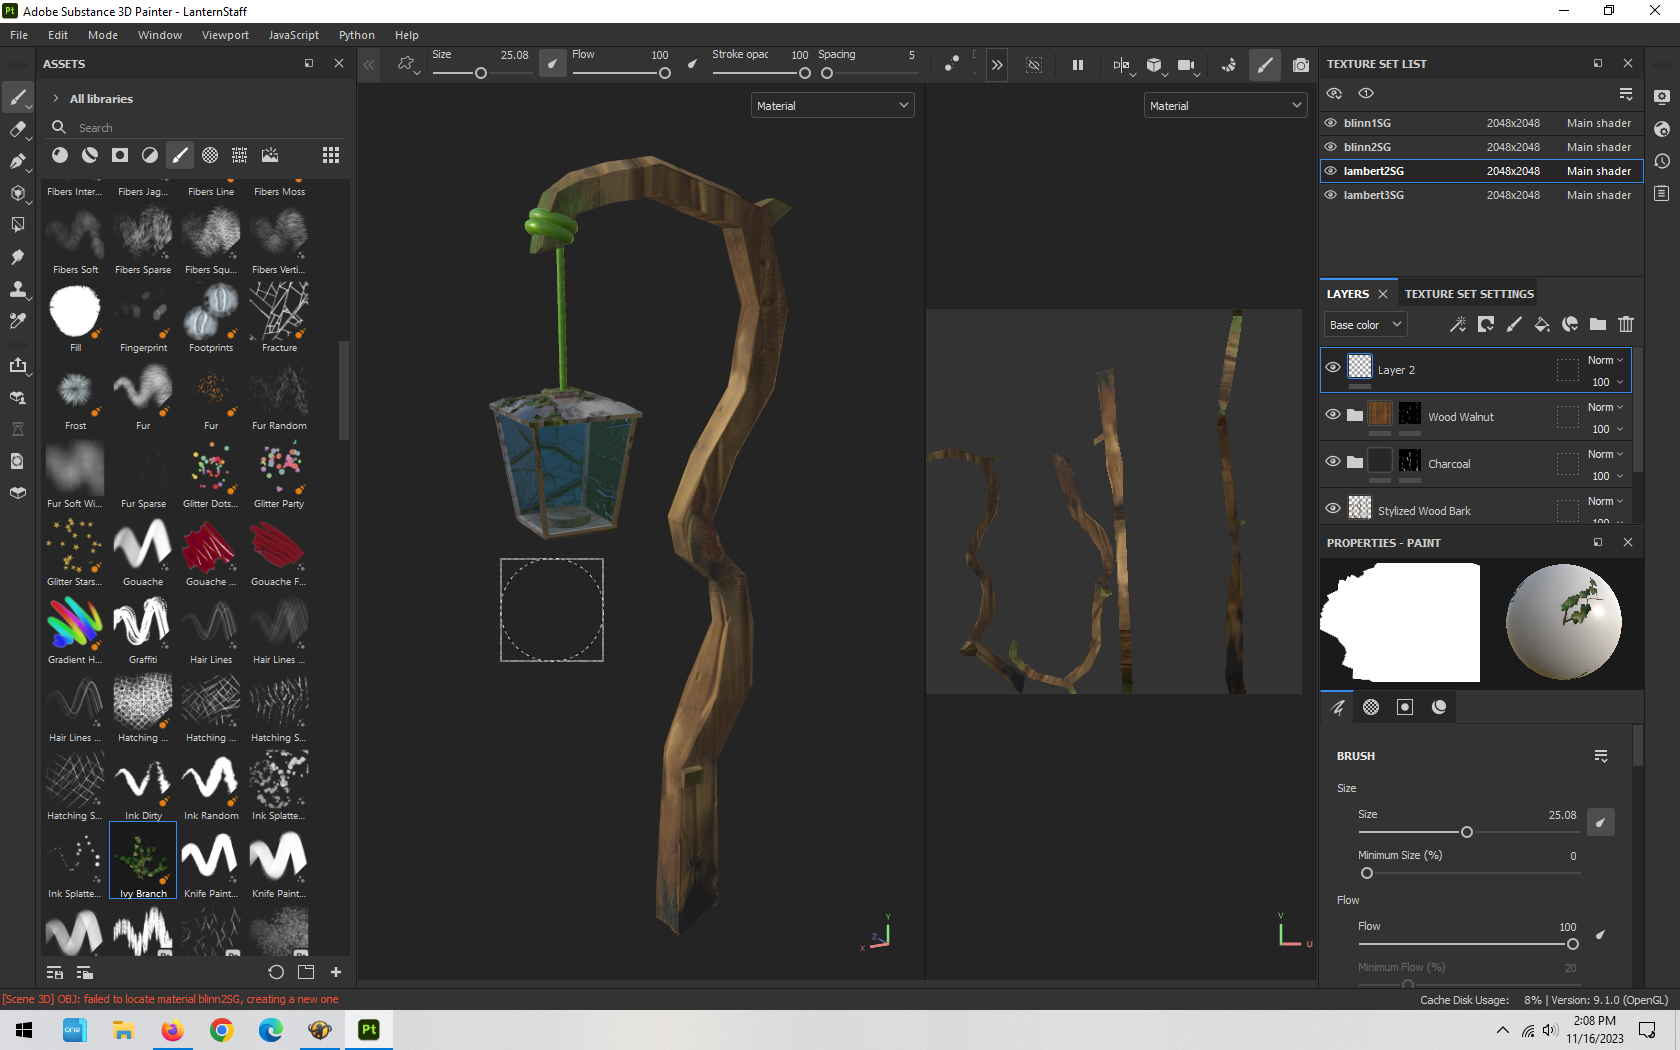 Pt Adobe Substance 3D Painter - LanternStaff
File Edit Mode Window Viewport JavaScript Python Help
ASSETS
All libraries
Search
Fibers Inter... Fibers Jag... Fibers Line Fibers Moss
Fibers Soft Fibers Sparse Fibers Squ... Fibers Verti...
Fill Fingerprint Footprints Fracture
Frost Fur Fur Fur Random
Fur Soft Wi... Fur Sparse Glitter Dots... Glitter Party
Glitter Stars... Gouache Gouache ... Gouache F...
Gradient H... Graffiti Hair Lines Hair Lines ...
Hair Lines ... Hatching ... Hatching ... Hatching S...
Hatching S... Ink Dirty Ink Random Ink Splatte...
Ink Splatte... Ivy Branch Knife Paint... Knife Paint...
Size 25.08 Flow 100 Stroke opac 100 Spacing 5
Material
Material
Y
Z
X
V
U
TEXTURE SET LIST
blinn1SG 2048x2048 Main shader
blinn2SG 2048x2048 Main shader
lambert2SG 2048x2048 Main shader
lambert3SG 2048x2048 Main shader
LAYERS TEXTURE SET SETTINGS
Base color
Layer 2 Norm 100
Wood Walnut Norm 100
Charcoal Norm 100
Stylized Wood Bark Norm 100
PROPERTIES - PAINT
BRUSH
Size
Size 25.08
Minimum Size (%) 0
Flow
Flow 100
Minimum Flow (%) 20
[Scene 3D] OBJ: failed to locate material blinn2SG, creating a new one
Cache Disk Usage: 8% | Version: 9.1.0 (OpenGL)
one
Pt
2:08 PM
11/16/2023